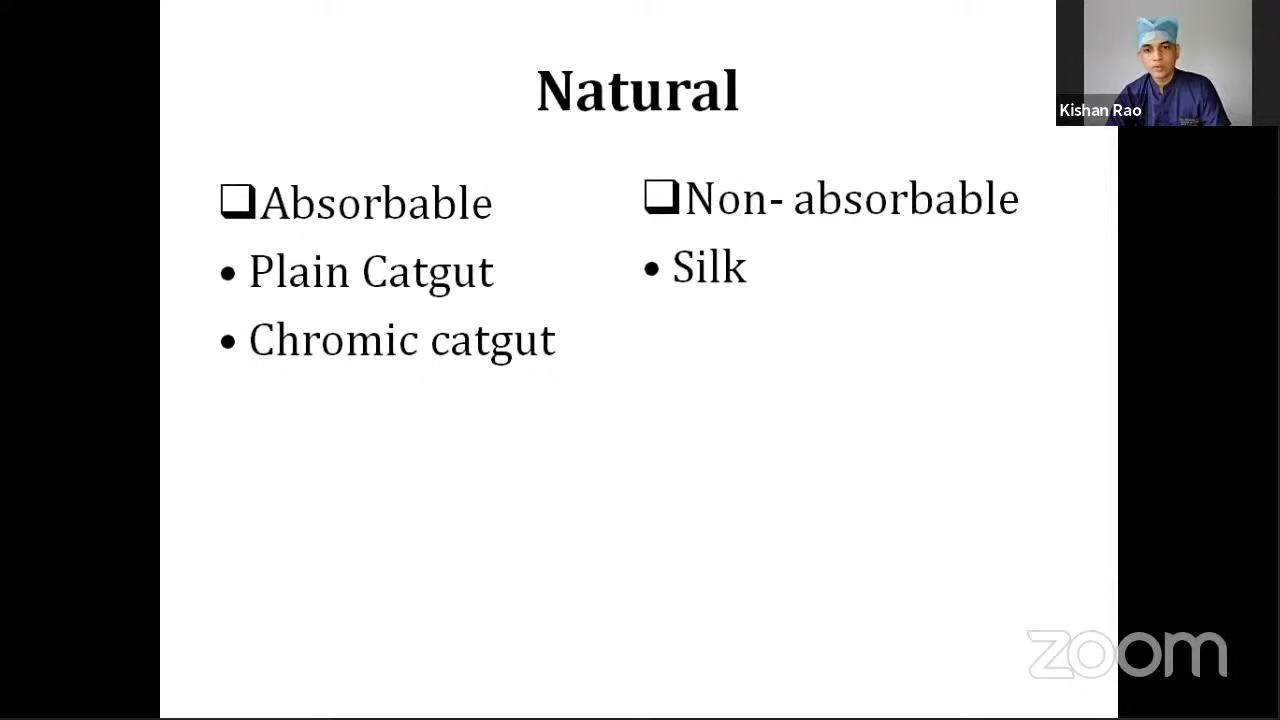 Natural
Absorbable
• Plain Catgut
• Chromic catgut
Non- absorbable
• Silk
Kishan Rao
zoom